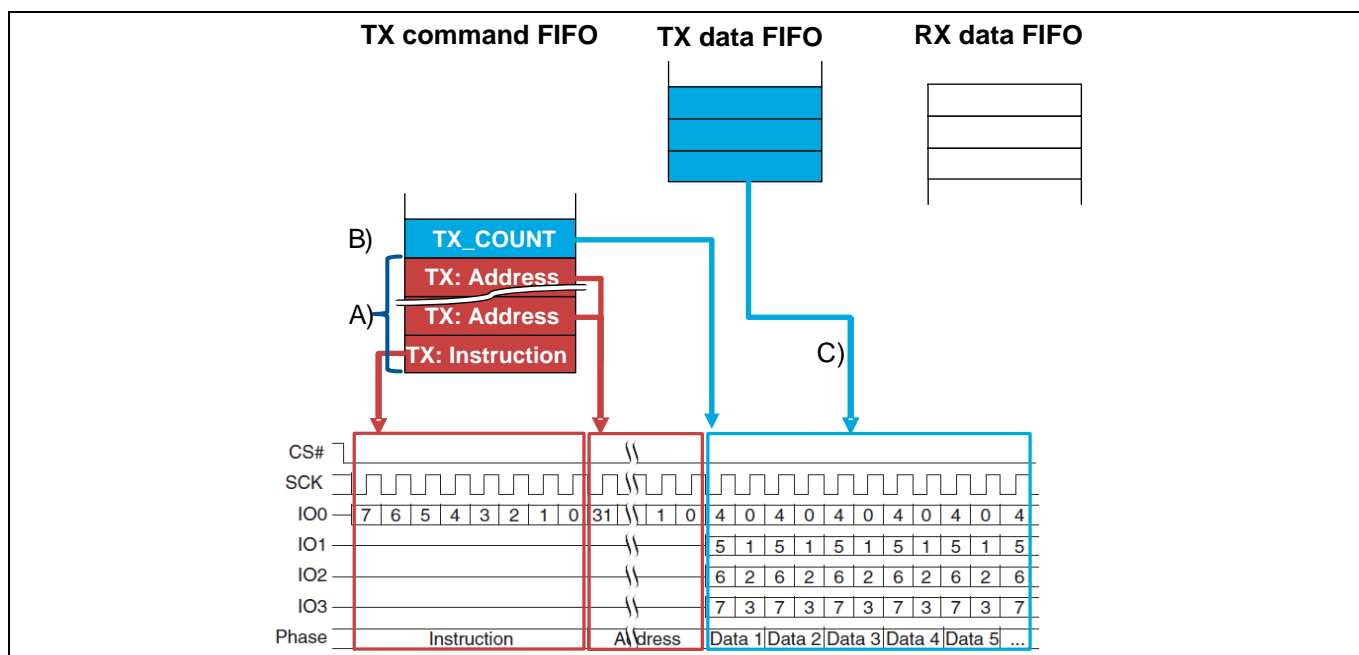 TX command FIFO TX data FIFO RX data FIFO
B) TX_COUNT
TX: Address
A) TX: Address
TX: Instruction
C)
CS#
SCK
IO0 7 6 5 4 3 2 1 0 31 1 0 4 0 4 0 4 0 4 0 4 0 4
IO1 5 1 5 1 5 1 5 1 5 1 5
IO2 6 2 6 2 6 2 6 2 6 2 6
IO3 7 3 7 3 7 3 7 3 7 3 7
Phase Instruction Address Data 1 Data 2 Data 3 Data 4 Data 5 ...